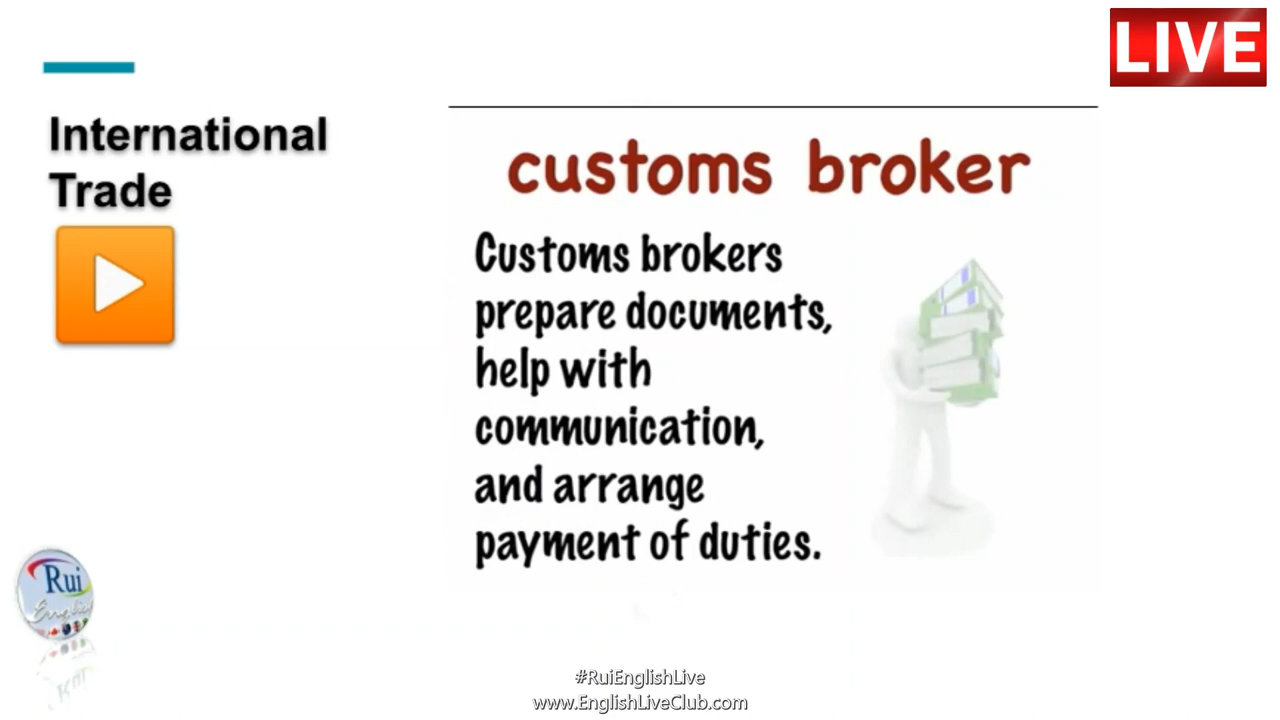 LIVE
International
Trade
customs broker
Customs brokers
prepare documents,
help with
communication,
and arrange
payment of duties.
Rui
English
#RuiEnglishLive
www.EnglishLiveClub.com